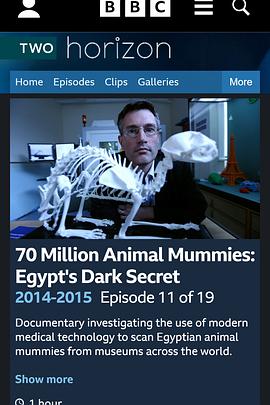 BBC
TWO horizon
Home Episodes Clips Galleries More
70 Million Animal Mummies:
Egypt's Dark Secret
2014-2015 Episode 11 of 19
Documentary investigating the use of modern
medical technology to scan Egyptian animal
mummies from museums across the world.
Show more
1 hour